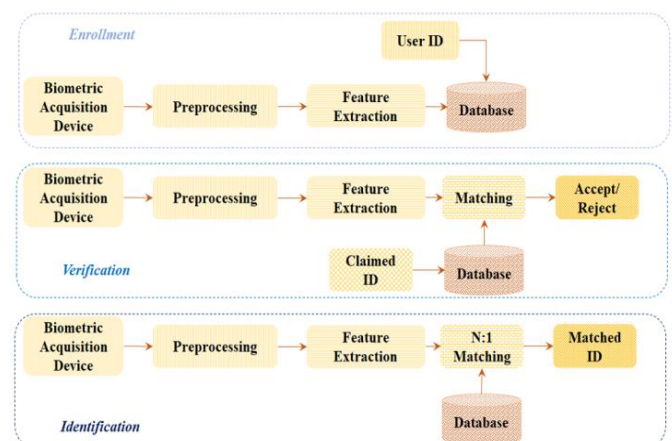 Enrollment
User ID
Biometric
Acquisition
Device
Preprocessing
Feature
Extraction
Database
Biometric
Acquisition
Device
Preprocessing
Feature
Extraction
Matching
Accept/
Reject
Verification
Claimed
ID
Database
Biometric
Acquisition
Device
Preprocessing
Feature
Extraction
N:1
Matching
Matched
ID
Identification
Database